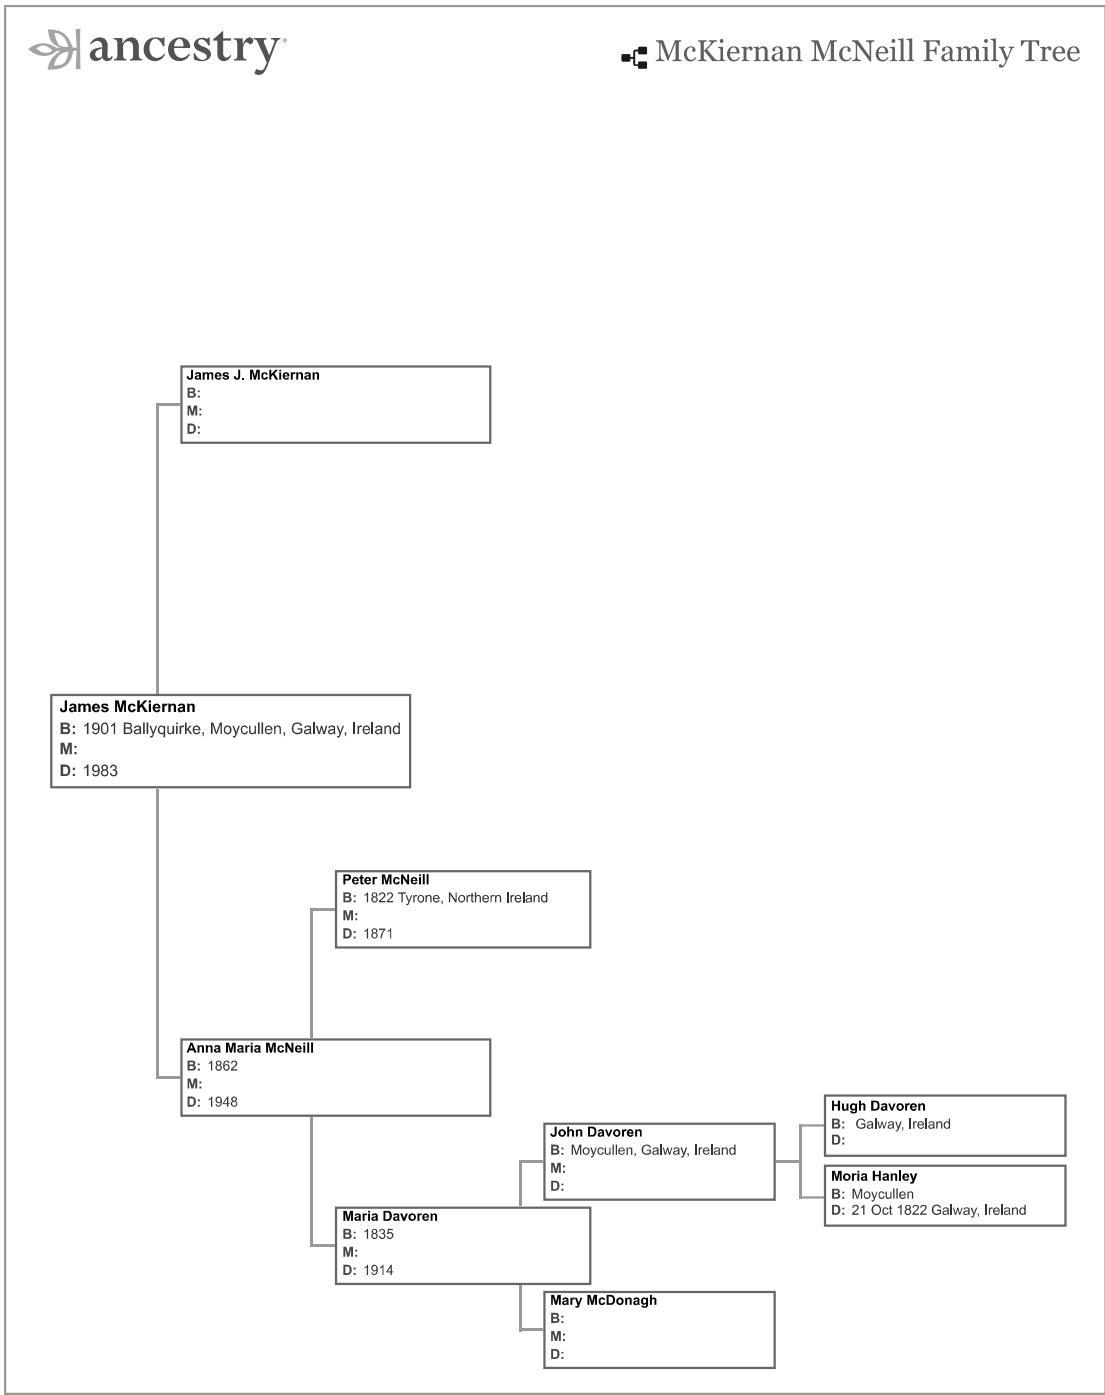 ancestry
McKiernan McNeill Family Tree
James J. McKiernan
B:
M:
D:
James McKiernan
B: 1901 Ballyquirke, Moycullen, Galway, Ireland
M:
D: 1983
Peter McNeill
B: 1822 Tyrone, Northern Ireland
M:
D: 1871
Anna Maria McNeill
B: 1862
M:
D: 1948
Hugh Davoren
B: Galway, Ireland
D:
John Davoren
B: Moycullen, Galway, Ireland
M:
D:
Moria Hanley
B: Moycullen
D: 21 Oct 1822 Galway, Ireland
Maria Davoren
B: 1835
M:
D: 1914
Mary McDonagh
B:
M:
D: